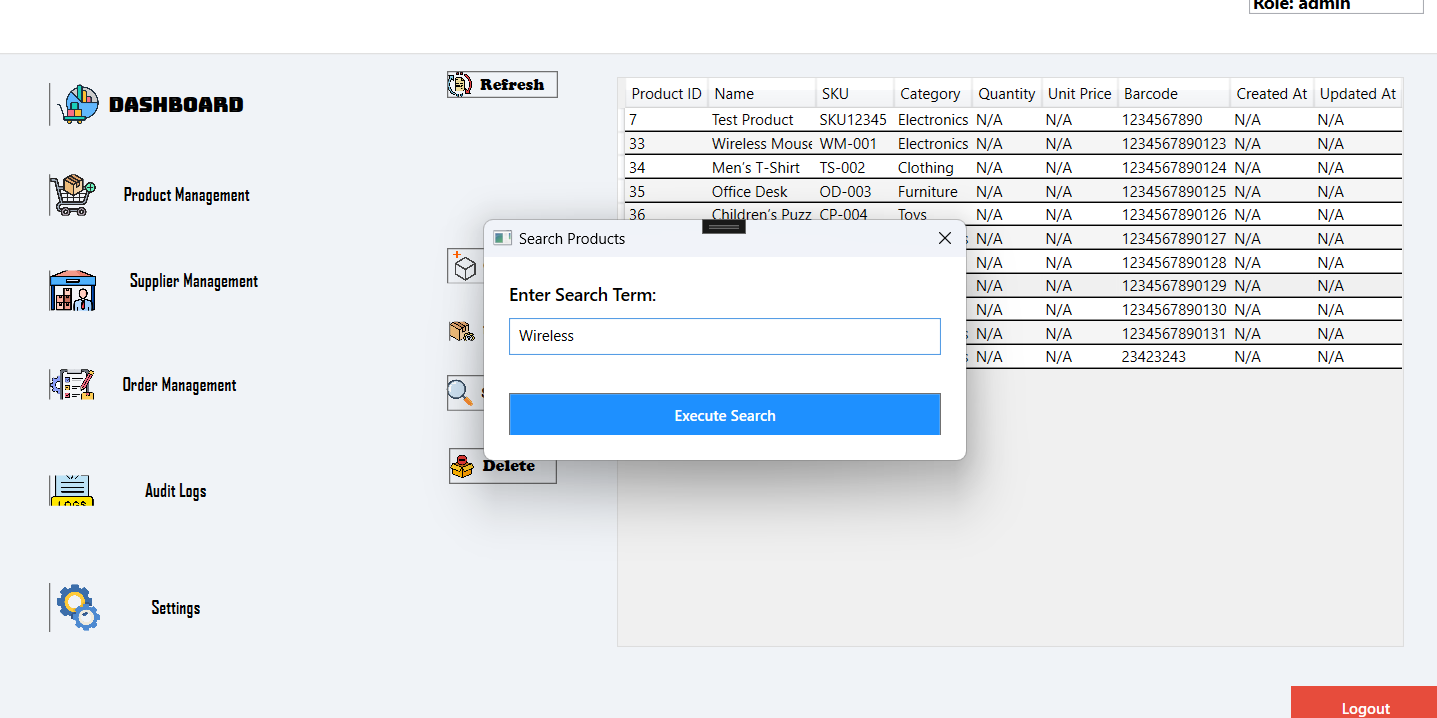 Role: admin
DASHBOARD
Product Management
Supplier Management
Order Management
Audit Logs
LOGS
Settings
Refresh
Delete
Product ID Name SKU Category Quantity Unit Price Barcode Created At Updated At
7 Test Product SKU12345 Electronics N/A N/A 1234567890 N/A N/A
33 Wireless Mouse WM-001 Electronics N/A N/A 1234567890123 N/A N/A
34 Men's T-Shirt TS-002 Clothing N/A N/A 1234567890124 N/A N/A
35 Office Desk OD-003 Furniture N/A N/A 1234567890125 N/A N/A
36 Children's Puzz CP-004 Toys N/A N/A 1234567890126 N/A N/A
N/A N/A 1234567890127 N/A N/A
N/A N/A 1234567890128 N/A N/A
N/A N/A 1234567890129 N/A N/A
N/A N/A 1234567890130 N/A N/A
N/A N/A 1234567890131 N/A N/A
N/A N/A 23423243 N/A N/A
Search Products
Enter Search Term:
Wireless
Execute Search
Logout